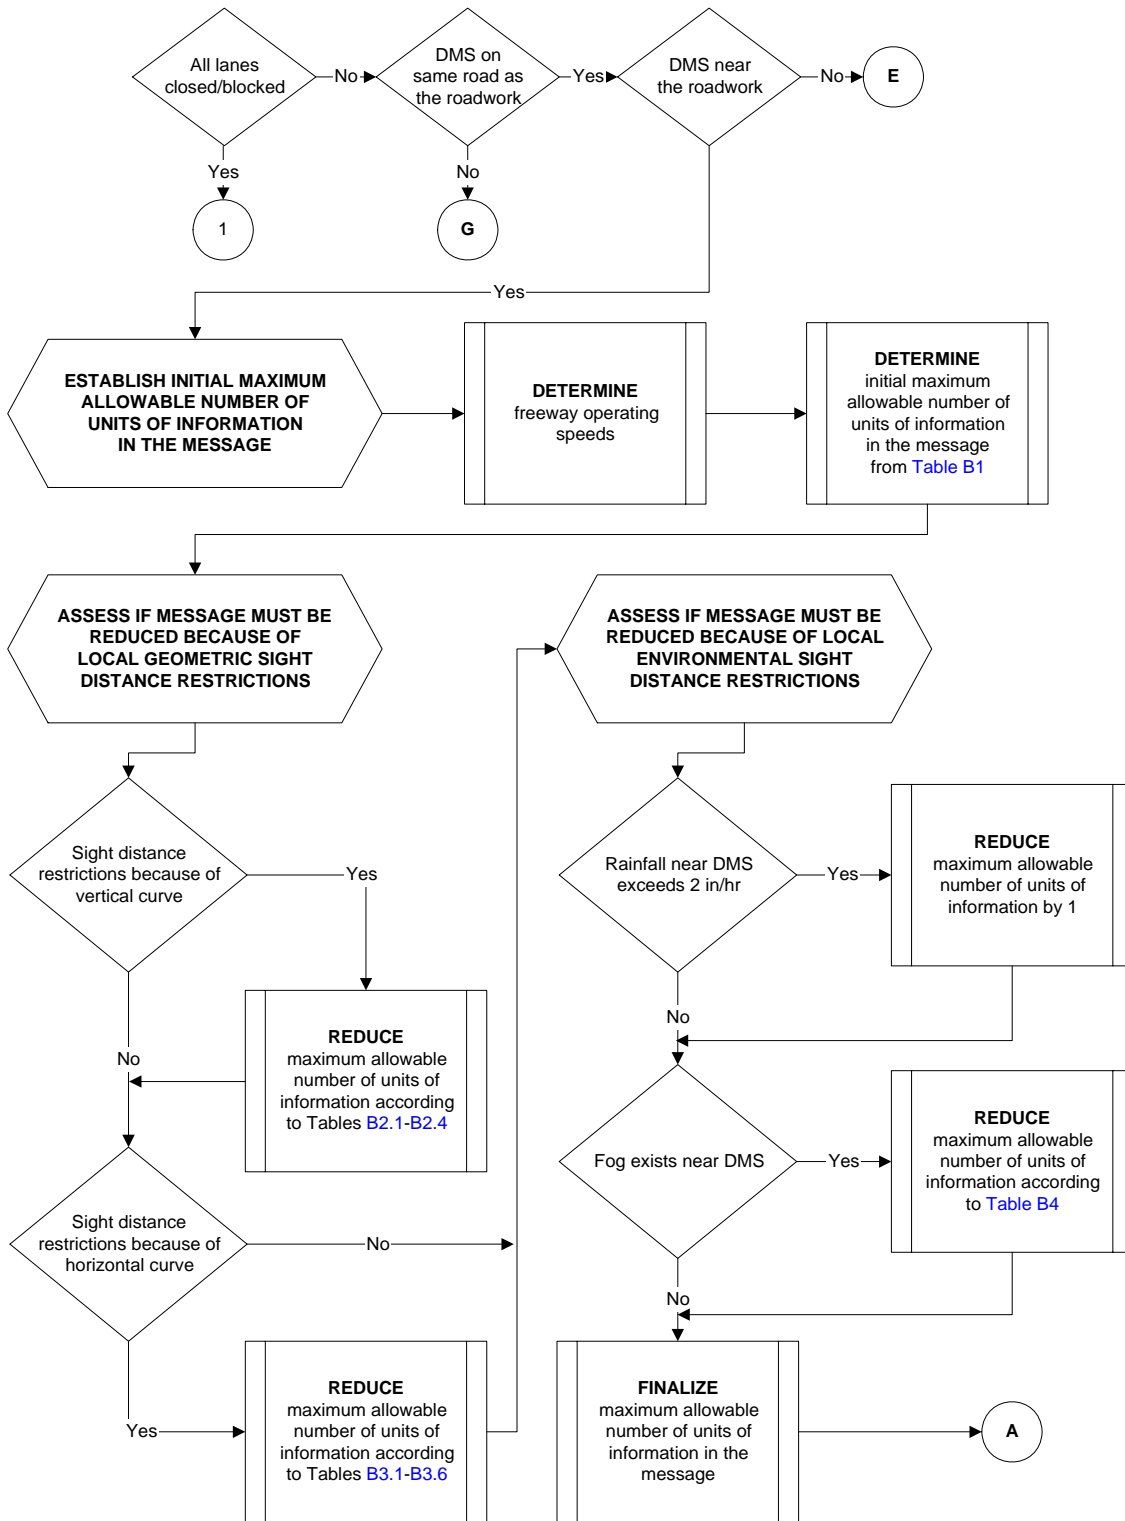 All lanes
closed/blocked
No
DMS on
same road as
the roadwork
Yes
DMS near
the roadwork
No
E
Yes
No
1
G
Yes
ESTABLISH INITIAL MAXIMUM
ALLOWABLE NUMBER OF
UNITS OF INFORMATION
IN THE MESSAGE
DETERMINE
freeway operating
speeds
DETERMINE
initial maximum
allowable number of
units of information
in the message
from Table B1
ASSESS IF MESSAGE MUST BE
REDUCED BECAUSE OF
LOCAL GEOMETRIC SIGHT
DISTANCE RESTRICTIONS
ASSESS IF MESSAGE MUST BE
REDUCED BECAUSE OF LOCAL
ENVIRONMENTAL SIGHT
DISTANCE RESTRICTIONS
Sight distance
restrictions because of
vertical curve
Yes
No
REDUCE
maximum allowable
number of units of
information according
to Tables B2.1-B2.4
Sight distance
restrictions because of
horizontal curve
No
Yes
REDUCE
maximum allowable
number of units of
information according
to Tables B3.1-B3.6
Rainfall near DMS
exceeds 2 in/hr
Yes
REDUCE
maximum allowable
number of units of
information by 1
No
Fog exists near DMS
Yes
REDUCE
maximum allowable
number of units of
information according
to Table B4
No
FINALIZE
maximum allowable
number of units of
information in the
message
A